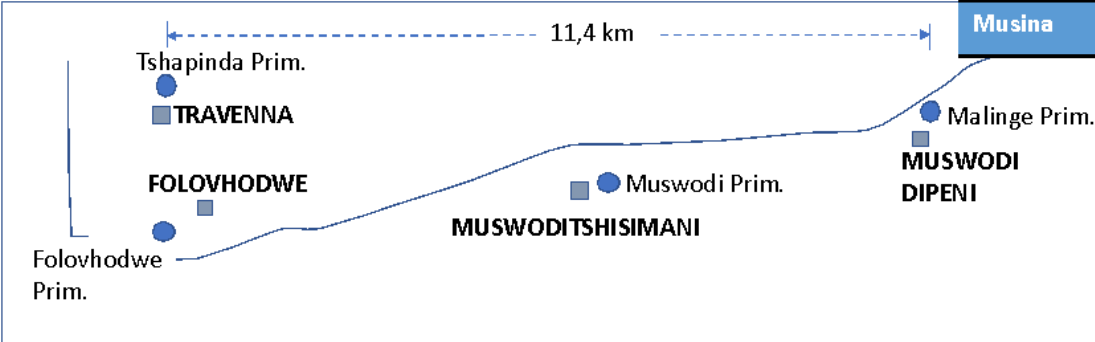 Musina
11,4 km
Tshapinda Prim.
TRAVENNA
Malinge Prim.
MUSWODI
DIPENI
FOLOVHODWE
Muswodi Prim.
MUSWODITSHISIMANI
Folovhodwe
Prim.